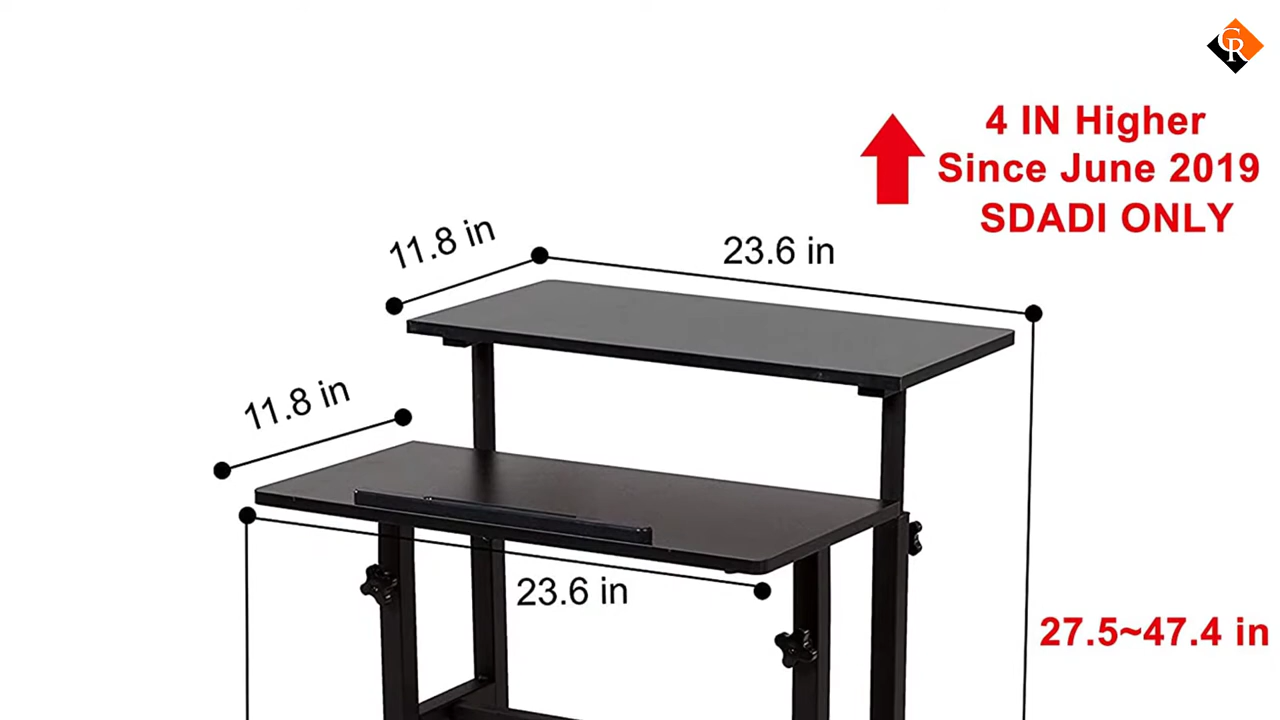 GR
4 IN Higher
Since June 2019
SDADI ONLY
11.8 in
23.6 in
11.8 in
23.6 in
27.5~47.4 in